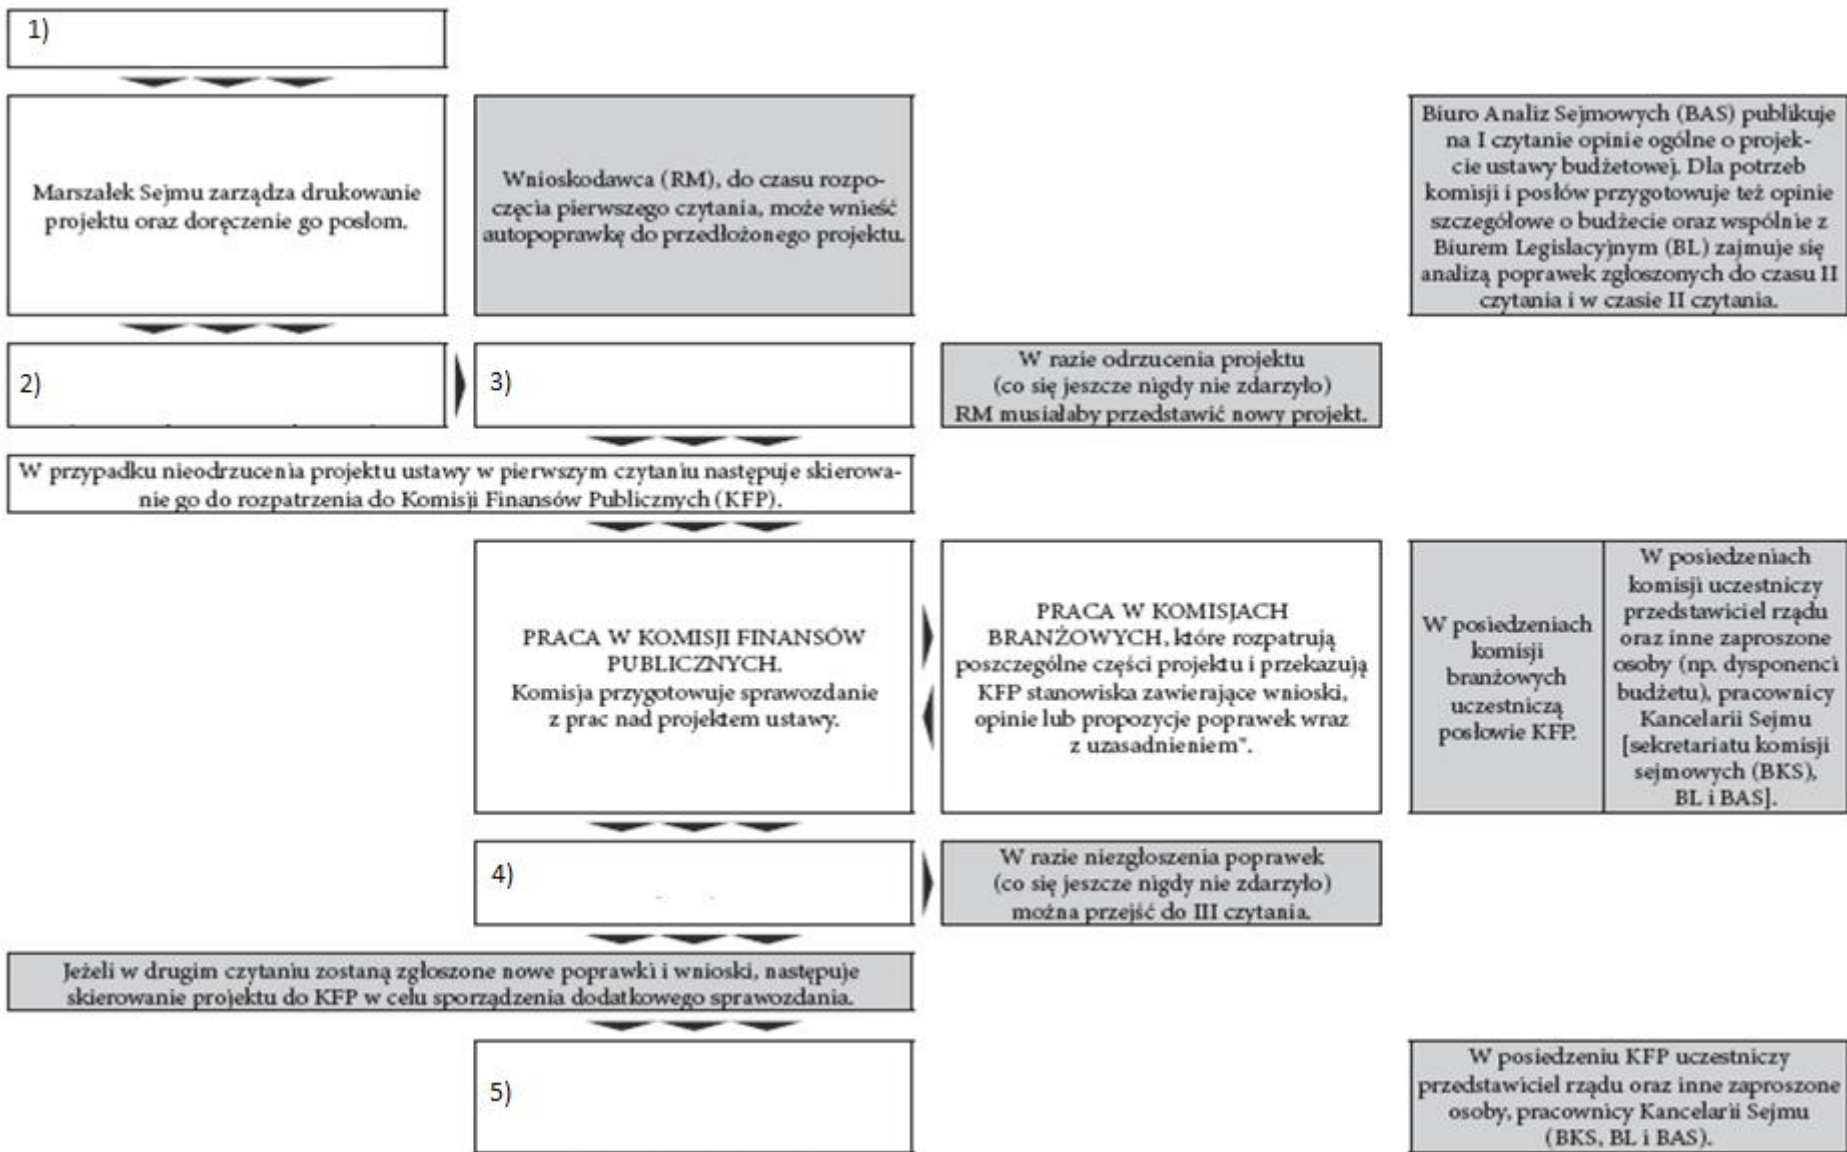 1)
Marszałek Sejmu zarządza drukowanie
projektu oraz doręczenie go posłom.
Wnioskodawca (RM), do czasu rozpo-
częcia pierwszego czytania, może wnieść
autopoprawkę do przedłożonego projektu.
Biuro Analiz Sejmowych (BAS) publikuje
na I czytanie opinie ogólne o projek-
cie ustawy budżetowej. Dla potrzeb
komisji i posłów przygotowuje też opinie
szczegółowe o budżecie oraz wspólnie z
Biurem Legislacyjnym (BL) zajmuje się
analizą poprawek zgłoszonych do czasu II
czytania i w czasie II czytania.
2)
3)
W razie odrzucenia projektu
(co się jeszcze nigdy nie zdarzyło)
RM musiałaby przedstawić nowy projekt.
W przypadku nieodrzucenia projektu ustawy w pierwszym czytaniu następuje skierowa-
nie go do rozpatrzenia do Komisji Finansów Publicznych (KFP).
PRACA W KOMISJI FINANSÓW
PUBLICZNYCH.
Komisja przygotowuje sprawozdanie
z prac nad projektem ustawy.
PRACA W KOMISJACH
BRANŻOWYCH, które rozpatrują
poszczególne części projektu i przekazują
KFP stanowiska zawierające wnioski,
opinie lub propozycje poprawek wraz
z uzasadnieniem*.
W posiedzeniach
komisji
branżowych
uczestniczą
posłowie KFP.
W posiedzeniach
komisji uczestniczy
przedstawiciel rządu
oraz inne zaproszone
osoby (np. dysponenci
budżetu), pracownicy
Kancelarii Sejmu
[sekretariatu komisji
sejmowych (BKS),
BL i BAS].
4)
W razie niezgłoszenia poprawek
(co się jeszcze nigdy nie zdarzyło)
można przejść do III czytania.
Jeżeli w drugim czytaniu zostaną zgłoszone nowe poprawki i wnioski, następuje
skierowanie projektu do KFP w celu sporządzenia dodatkowego sprawozdania.
5)
W posiedzeniu KFP uczestniczy
przedstawiciel rządu oraz inne zaproszone
osoby, pracownicy Kancelarii Sejmu
(BKS, BL i BAS).